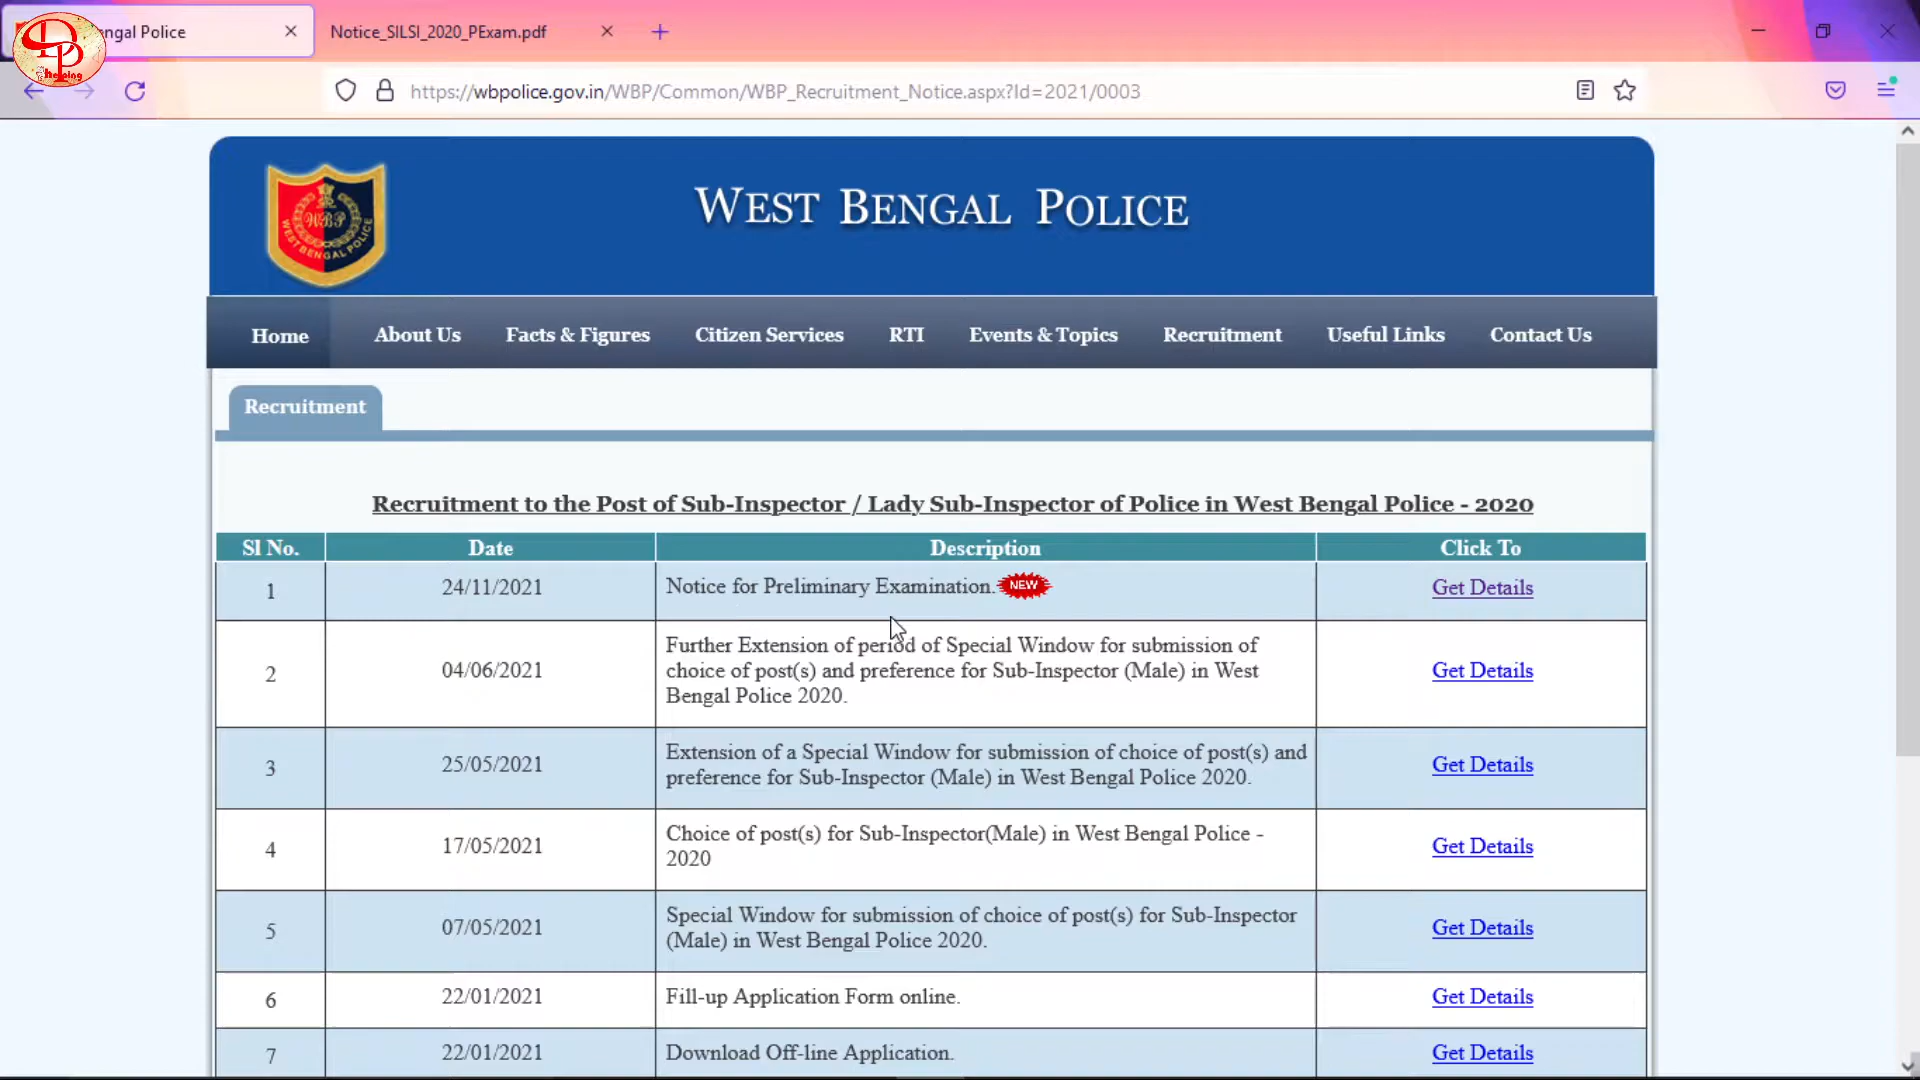 engal Police
Notice_SILSI_2020_PExam.pdf
DP
Shenoing
https://wbpolice.gov.in/WBP/Common/WBP_Recruitment_Notice.aspx?Id=2021/0003
WBP
WEST BENGAL POLICE
WEST BENGAL POLICE
Home About Us Facts & Figures Citizen Services RTI Events & Topics Recruitment Useful Links Contact Us
Recruitment
Recruitment to the Post of Sub-Inspector / Lady Sub-Inspector of Police in West Bengal Police - 2020
Sl No. Date Description Click To
1 24/11/2021 Notice for Preliminary Examination. NEW Get Details
2 04/06/2021 Further Extension of period of Special Window for submission of
choice of post(s) and preference for Sub-Inspector (Male) in West
Bengal Police 2020.
Get Details
3 25/05/2021 Extension of a Special Window for submission of choice of post(s) and
preference for Sub-Inspector (Male) in West Bengal Police 2020.
Get Details
4 17/05/2021 Choice of post(s) for Sub-Inspector(Male) in West Bengal Police -
2020
Get Details
5 07/05/2021 Special Window for submission of choice of post(s) for Sub-Inspector
(Male) in West Bengal Police 2020.
Get Details
6 22/01/2021 Fill-up Application Form online. Get Details
7 22/01/2021 Download Off-line Application. Get Details